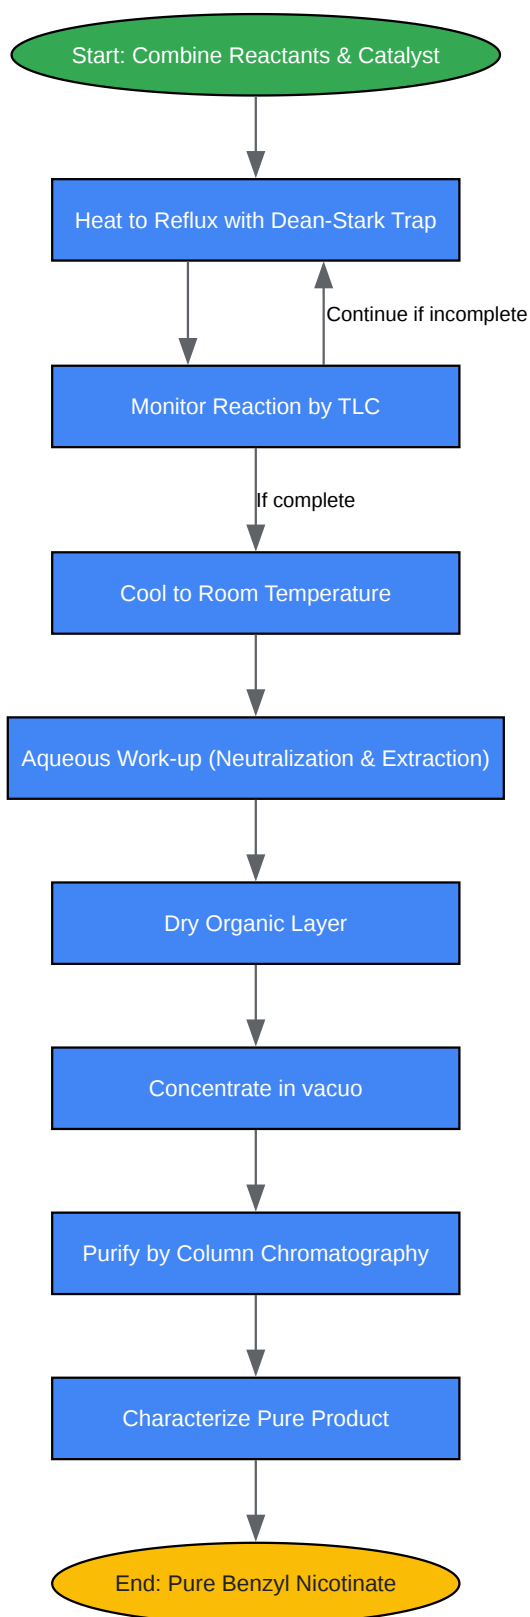 Start: Combine Reactants & Catalyst
Heat to Reflux with Dean-Stark Trap
Continue if incomplete
Monitor Reaction by TLC
If complete
Cool to Room Temperature
Aqueous Work-up (Neutralization & Extraction)
Dry Organic Layer
Concentrate in vacuo
Purify by Column Chromatography
Characterize Pure Product
End: Pure Benzyl Nicotinate